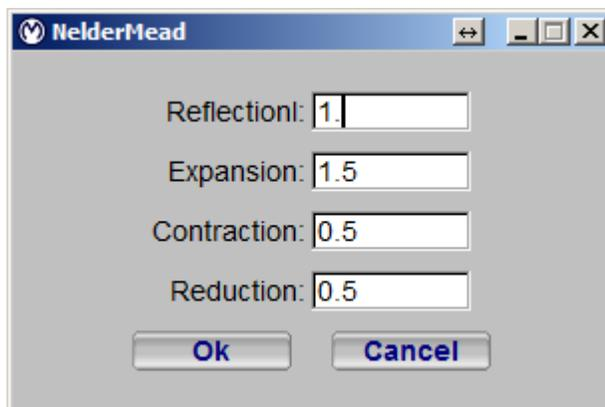 NelderMead
Reflectionl: 1.
Expansion: 1.5
Contraction: 0.5
Reduction: 0.5
Ok Cancel